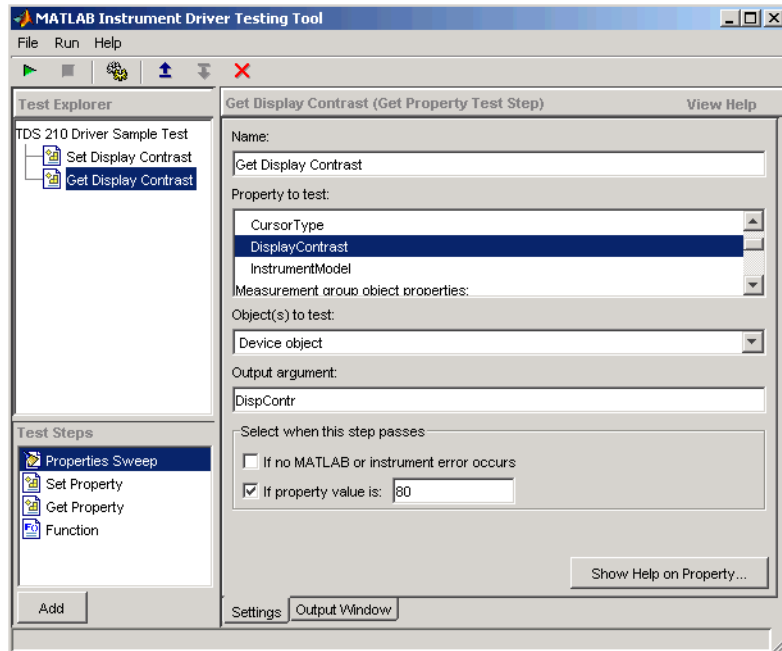 MATLAB Instrument Driver Testing Tool
File Run Help
Test Explorer
TDS 210 Driver Sample Test
Set Display Contrast
Get Display Contrast
Test Steps
Properties Sweep
Set Property
Get Property
Function
Add
Get Display Contrast (Get Property Test Step) View Help
Name:
Get Display Contrast
Property to test:
CursorType
DisplayContrast
InstrumentModel
Measurement group object properties:
Object(s) to test:
Device object
Output argument:
DispContr
Select when this step passes
If no MATLAB or instrument error occurs
If property value is: 80
Show Help on Property...
Settings Output Window